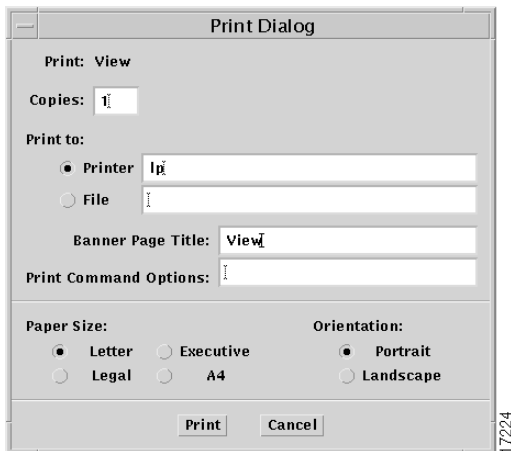 Print Dialog
Print: View
Copies: 1
Print to:
Printer lp
File
Banner Page Title: View
Print Command Options:
Paper Size:
Orientation:
Letter Executive
Portrait
Legal A4
Landscape
Print Cancel
17224